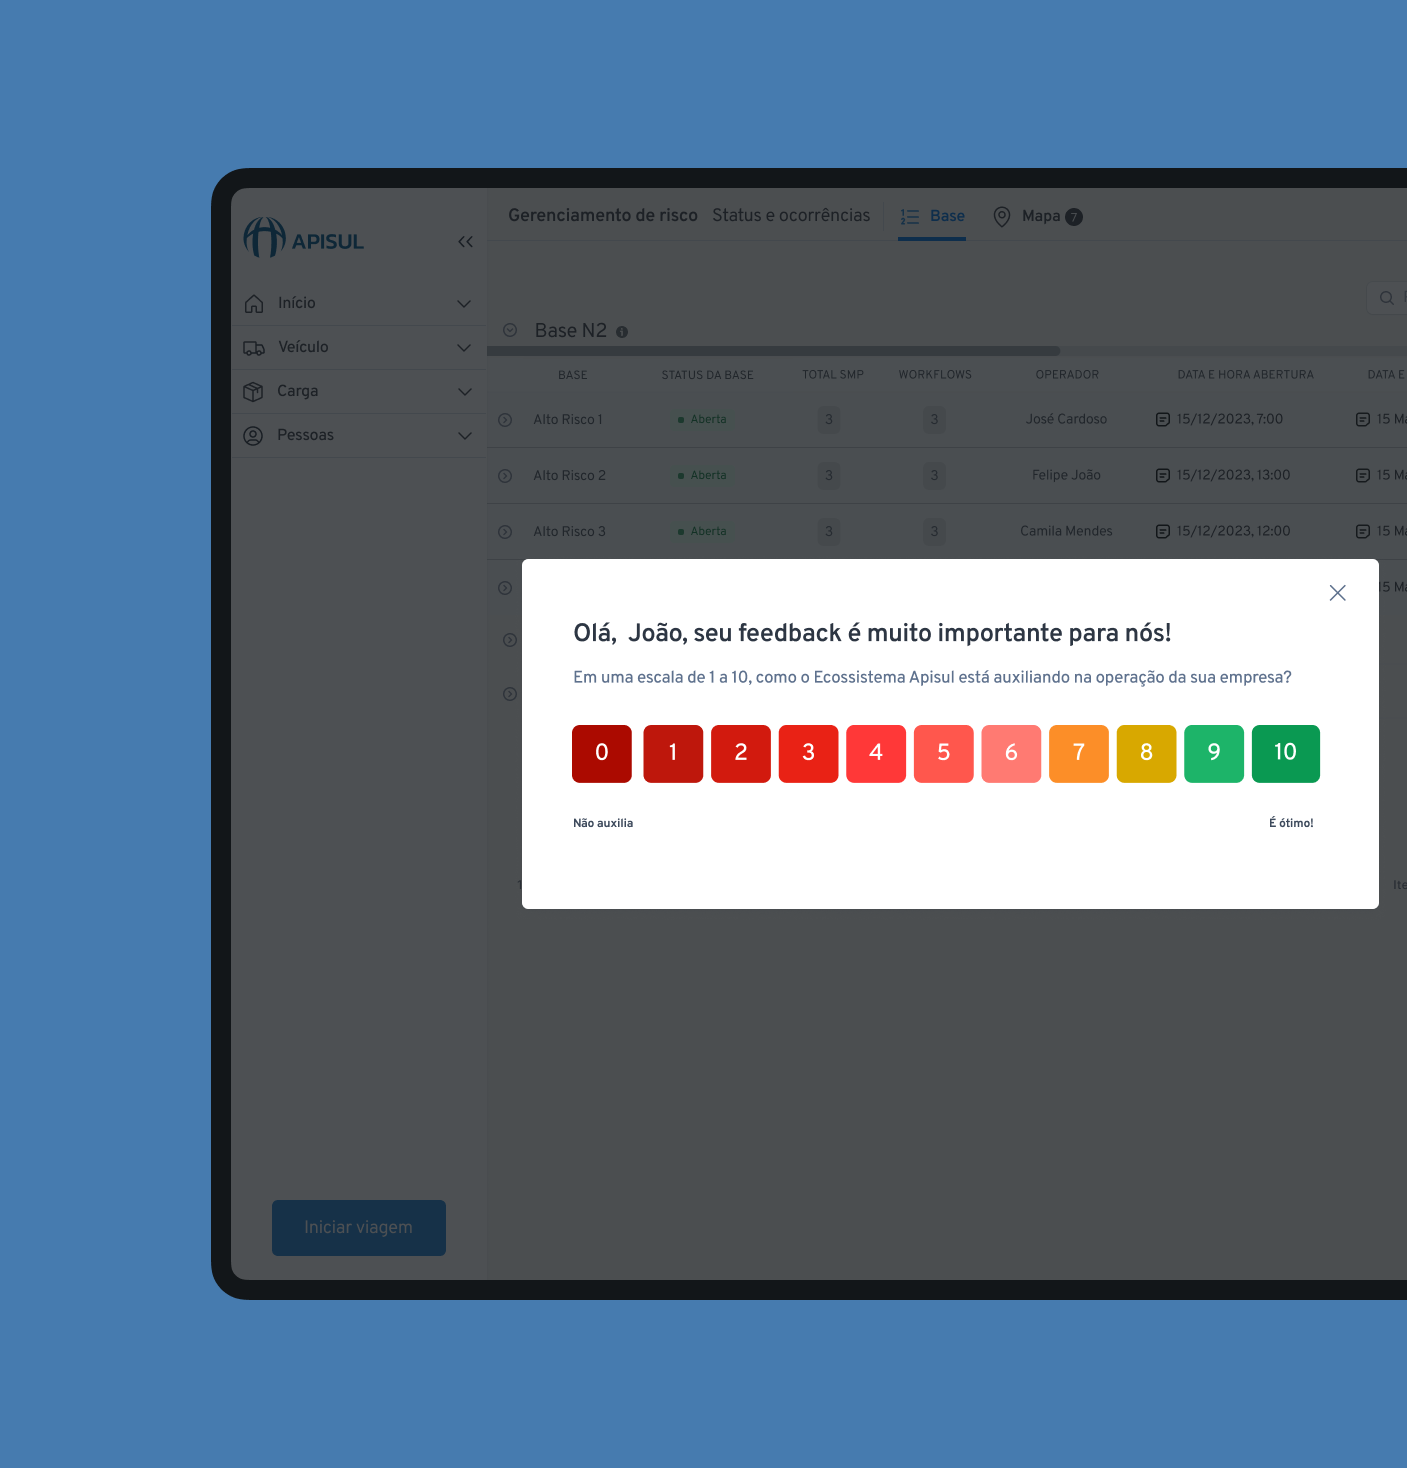 APISUL
Início
Veículo
Carga
Pessoas
Iniciar viagem
Gerenciamento de risco Status e ocorrências Base Mapa 7
Base N2
BASE STATUS DA BASE TOTAL SMP WORKFLOWS OPERADOR DATA E HORA ABERTURA DATA E
Alto Risco 1 Aberta 3 3 José Cardoso 15/12/2023, 7:00 15
Alto Risco 2 Aberta 3 3 Felipe João 15/12/2023, 13:00 15
Alto Risco 3 Aberta 3 3 Camila Mendes 15/12/2023, 12:00 15
Olá, João, seu feedback é muito importante para nós!
Em uma escala de 1 a 10, como o Ecossistema Apisul está auxiliando na operação da sua empresa?
0 1 2 3 4 5 6 7 8 9 10
Não auxilia É ótimo!